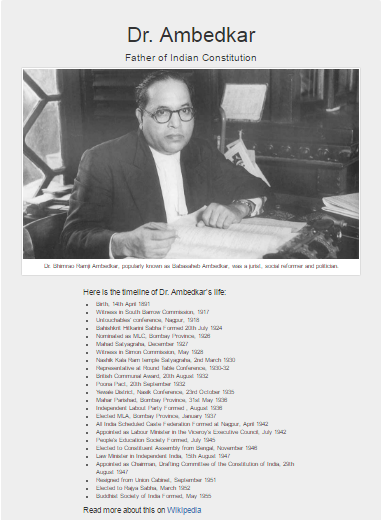 Dr. Ambedkar
Father of Indian Constitution
Dr. Bhimrao Ramji Ambedkar, popularly known as Babasaheb Ambedkar, was a jurist, social reformer and politician.
Here is the timeline of Dr. Ambedkar's life:
Birth, 14th April 1891
Witness in South Barrow Commission, 1917
Untouchables' conference, Nagpur, 1918
Bahishkrit Hitkarini Sabha Formed 20th July 1924
Nominated as MLC, Bombay Province, 1926
Mahad Satyagraha, December 1927
Witness in Simon Commission, May 1928
Nashik Kala Ram temple Satyagraha, 2nd March 1930
Representative at Round Table Conference, 1930-32
British Communal Award, 20th August 1932
Poona Pact, 20th September 1932
Yewale District, Nasik Conference, 23rd October 1935
Mahar Parishad, Bombay Province, 31st May 1936
Independent Labour Party Formed , August 1936
Elected MLA, Bombay Province, January 1937
All India Scheduled Caste Federation Formed at Nagpur, April 1942
Appointed as Labour Minister in the Viceroy's Executive Council, July 1942
People's Education Society Formed, July 1945
Elected to Constituent Assembly from Bengal, November 1946
Law Minister in Independent India, 15th August 1947
Appointed as Chairman, Drafting Committee of the Constitution of India, 29th
August 1947
Resigned from Union Cabinet, September 1951
Elected to Rajya Sabha, March 1952
Buddhist Society of India Formed, May 1955
Read more about this on Wikipedia